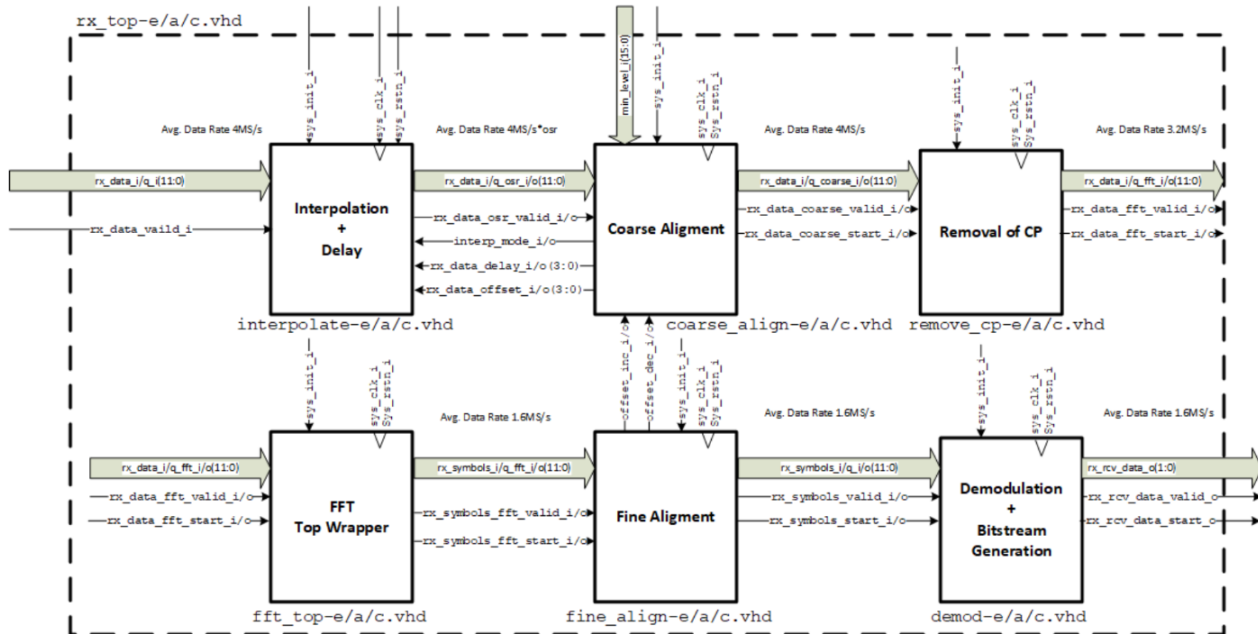 rx_top-e/a/c.vhd
sys_init_i
sys_clk_i
sys_rstn_i
min_level_i(15:0)
sys_init_i
sys_clk_i
Sys_rstn_i
sys_init_i
sys_clk_i
Sys_rstn_i
Avg. Data Rate 4MS/s
Avg. Data Rate 4MS/s*osr
Avg. Data Rate 4MS/s
Avg. Data Rate 3.2MS/s
rx_data_i/q_i(11:0)
rx_data_vaild_i
Interpolation
+
Delay
rx_data_i/q_osr_i/o(11:0)
rx_data_osr_valid_i/o
interp_mode_i/o
rx_data_delay_i/o(3:0)
rx_data_offset_i/o(3:0)
Coarse Aligment
rx_data_i/q_coarse_i/o(11:0)
rx_data_coarse_valid_i/o
rx_data_coarse_start_i/o
Removal of CP
rx_data_i/q_fft_i/o(11:0)
rx_data_fft_valid_i/o
rx_data_fft_start_i/o
interpolate-e/a/c.vhd
coarse_align-e/a/c.vhd
remove_cp-e/a/c.vhd
sys_init_i
sys_clk_i
Sys_rstn_i
offset_inc_i/o
offset_dec_i/o
sys_init_i
sys_clk_i
Sys_rstn_i
sys_init_i
sys_clk_i
Sys_rstn_i
Avg. Data Rate 1.6MS/s
Avg. Data Rate 1.6MS/s
Avg. Data Rate 1.6MS/s
rx_data_i/q_fft_i/o(11:0)
rx_data_fft_valid_i/o
rx_data_fft_start_i/o
FFT
Top Wrapper
rx_symbols_i/q_fft_i/o(11:0)
rx_symbols_fft_valid_i/o
rx_symbols_fft_start_i/o
Fine Aligment
rx_symbols_i/q_i/o(11:0)
rx_symbols_valid_i/o
rx_symbols_start_i/o
Demodulation
+
Bitstream
Generation
rx_rcv_data_o(1:0)
rx_rcv_data_valid_o
rx_rcv_data_start_o
fft_top-e/a/c.vhd
fine_align-e/a/c.vhd
demod-e/a/c.vhd